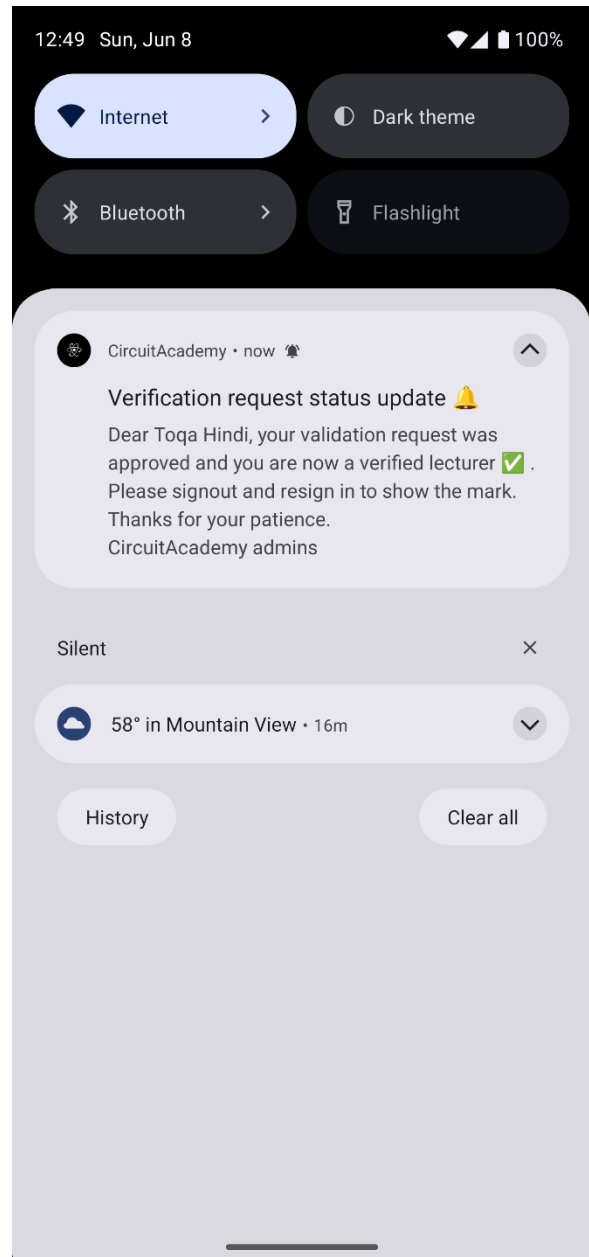 12:49 Sun, Jun 8 100%
Internet Dark theme
Bluetooth Flashlight
CircuitAcademy • now
Verification request status update 🔔
Dear Toqa Hindi, your validation request was
approved and you are now a verified lecturer ✅ .
Please signout and resign in to show the mark.
Thanks for your patience.
CircuitAcademy admins
Silent
58° in Mountain View • 16m
History Clear all